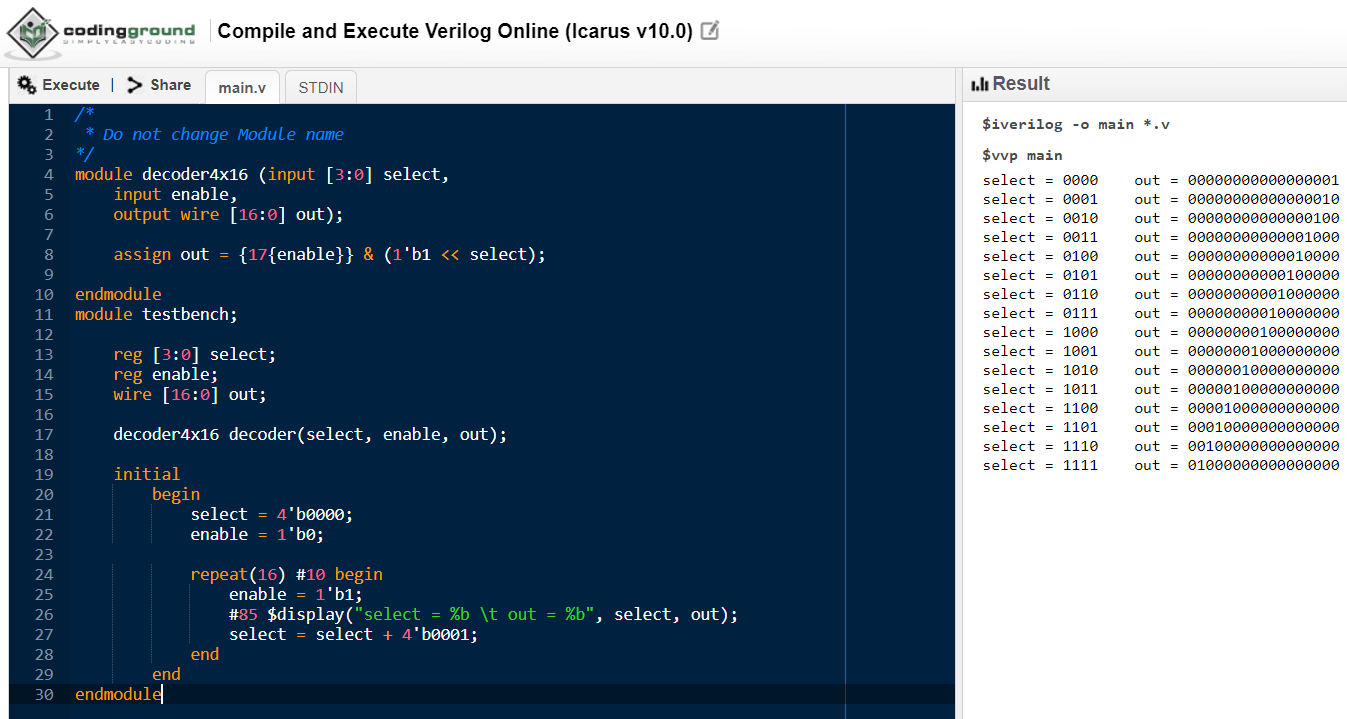 codingground
SIMPLYEASYCODING
Compile and Execute Verilog Online (Icarus v10.0)
Execute | Share main.v STDIN
1 /*
2  * Do not change Module name
3 */
4 module decoder4x16 (input [3:0] select,
5     input enable,
6     output wire [16:0] out);
7
8     assign out = {17{enable}} & (1'b1 << select);
9
10 endmodule
11 module testbench;
12
13     reg [3:0] select;
14     reg enable;
15     wire [16:0] out;
16
17     decoder4x16 decoder(select, enable, out);
18
19     initial
20         begin
21             select = 4'b0000;
22             enable = 1'b0;
23
24             repeat(16) #10 begin
25                 enable = 1'b1;
26                 #85 $display("select = %b \t out = %b", select, out);
27                 select = select + 4'b0001;
28             end
29         end
30 endmodule
Result
$iverilog -o main *.v
$vvp main
select = 0000    out = 00000000000000001
select = 0001    out = 00000000000000010
select = 0010    out = 00000000000000100
select = 0011    out = 00000000000001000
select = 0100    out = 00000000000010000
select = 0101    out = 00000000000100000
select = 0110    out = 00000000001000000
select = 0111    out = 00000000010000000
select = 1000    out = 00000000100000000
select = 1001    out = 00000001000000000
select = 1010    out = 00000010000000000
select = 1011    out = 00000100000000000
select = 1100    out = 00001000000000000
select = 1101    out = 00010000000000000
select = 1110    out = 00100000000000000
select = 1111    out = 01000000000000000